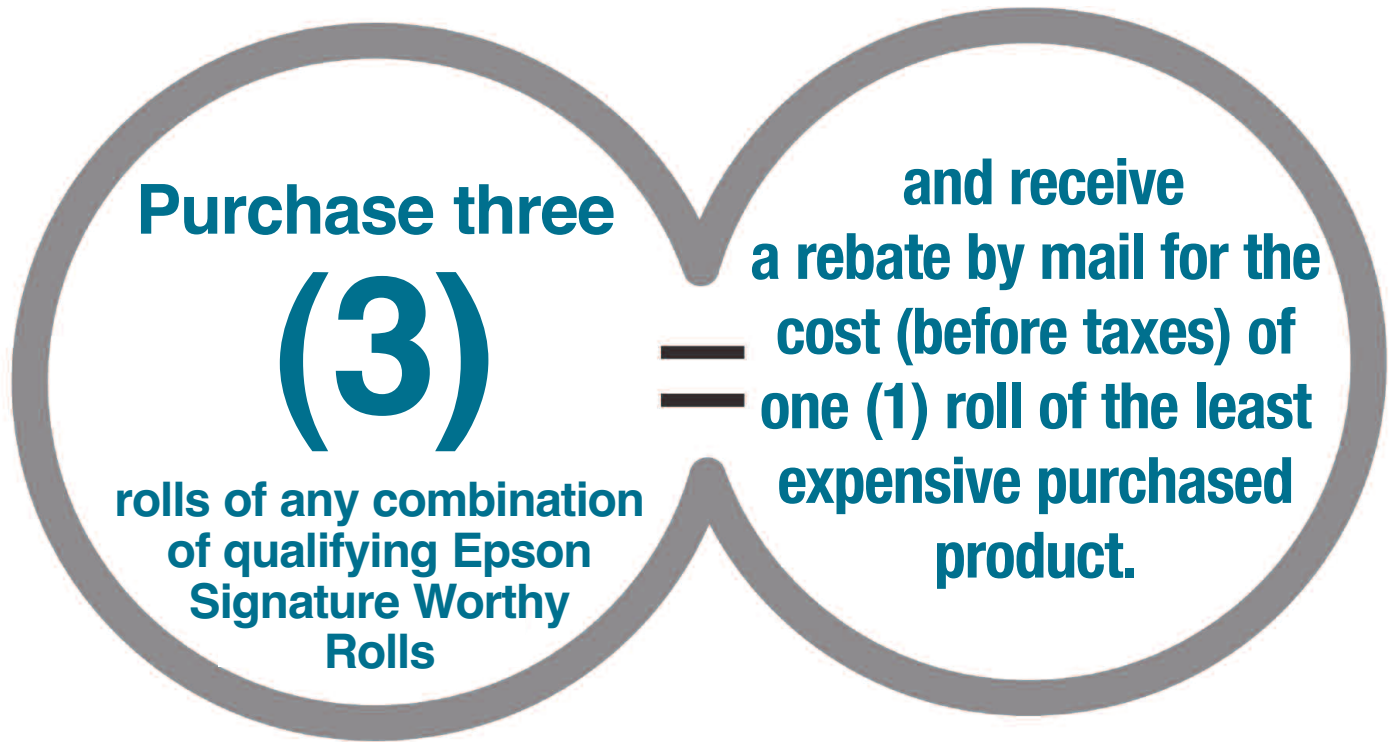 Purchase three
(3)
rolls of any combination
of qualifying Epson
Signature Worthy
Rolls
=
and receive
a rebate by mail for the
cost (before taxes) of
one (1) roll of the least
expensive purchased
product.